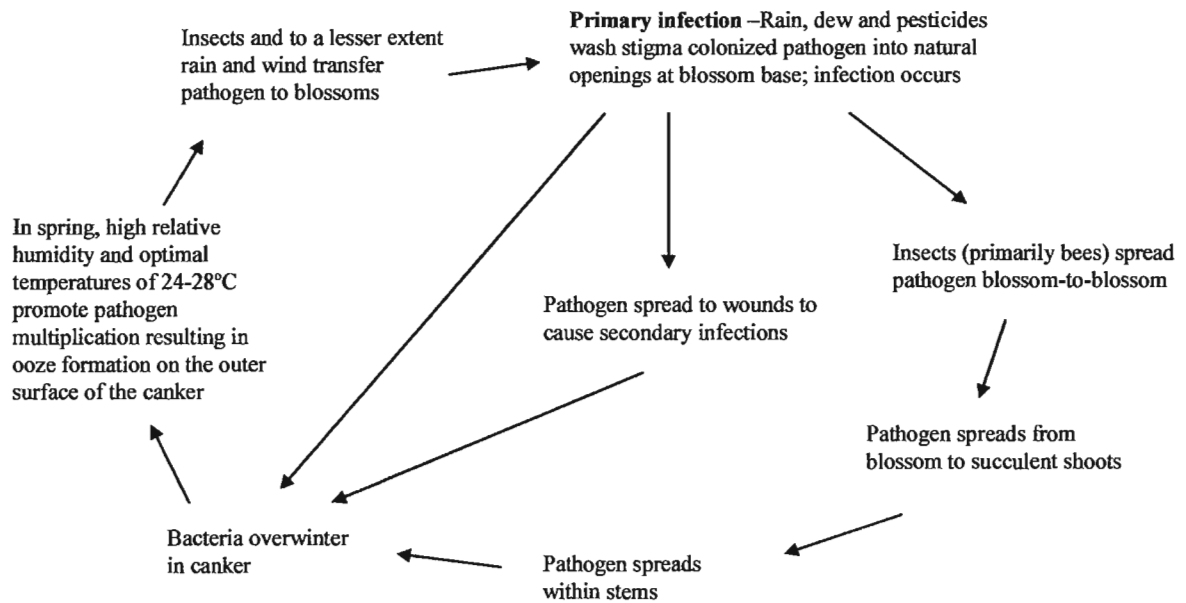 Insects and to a lesser extent
rain and wind transfer
pathogen to blossoms
Primary infection –Rain, dew and pesticides
wash stigma colonized pathogen into natural
openings at blossom base; infection occurs
In spring, high relative
humidity and optimal
temperatures of 24-28ºC
promote pathogen
multiplication resulting in
ooze formation on the outer
surface of the canker
Pathogen spread to wounds to
cause secondary infections
Insects (primarily bees) spread
pathogen blossom-to-blossom
Pathogen spreads from
blossom to succulent shoots
Bacteria overwinter
in canker
Pathogen spreads
within stems